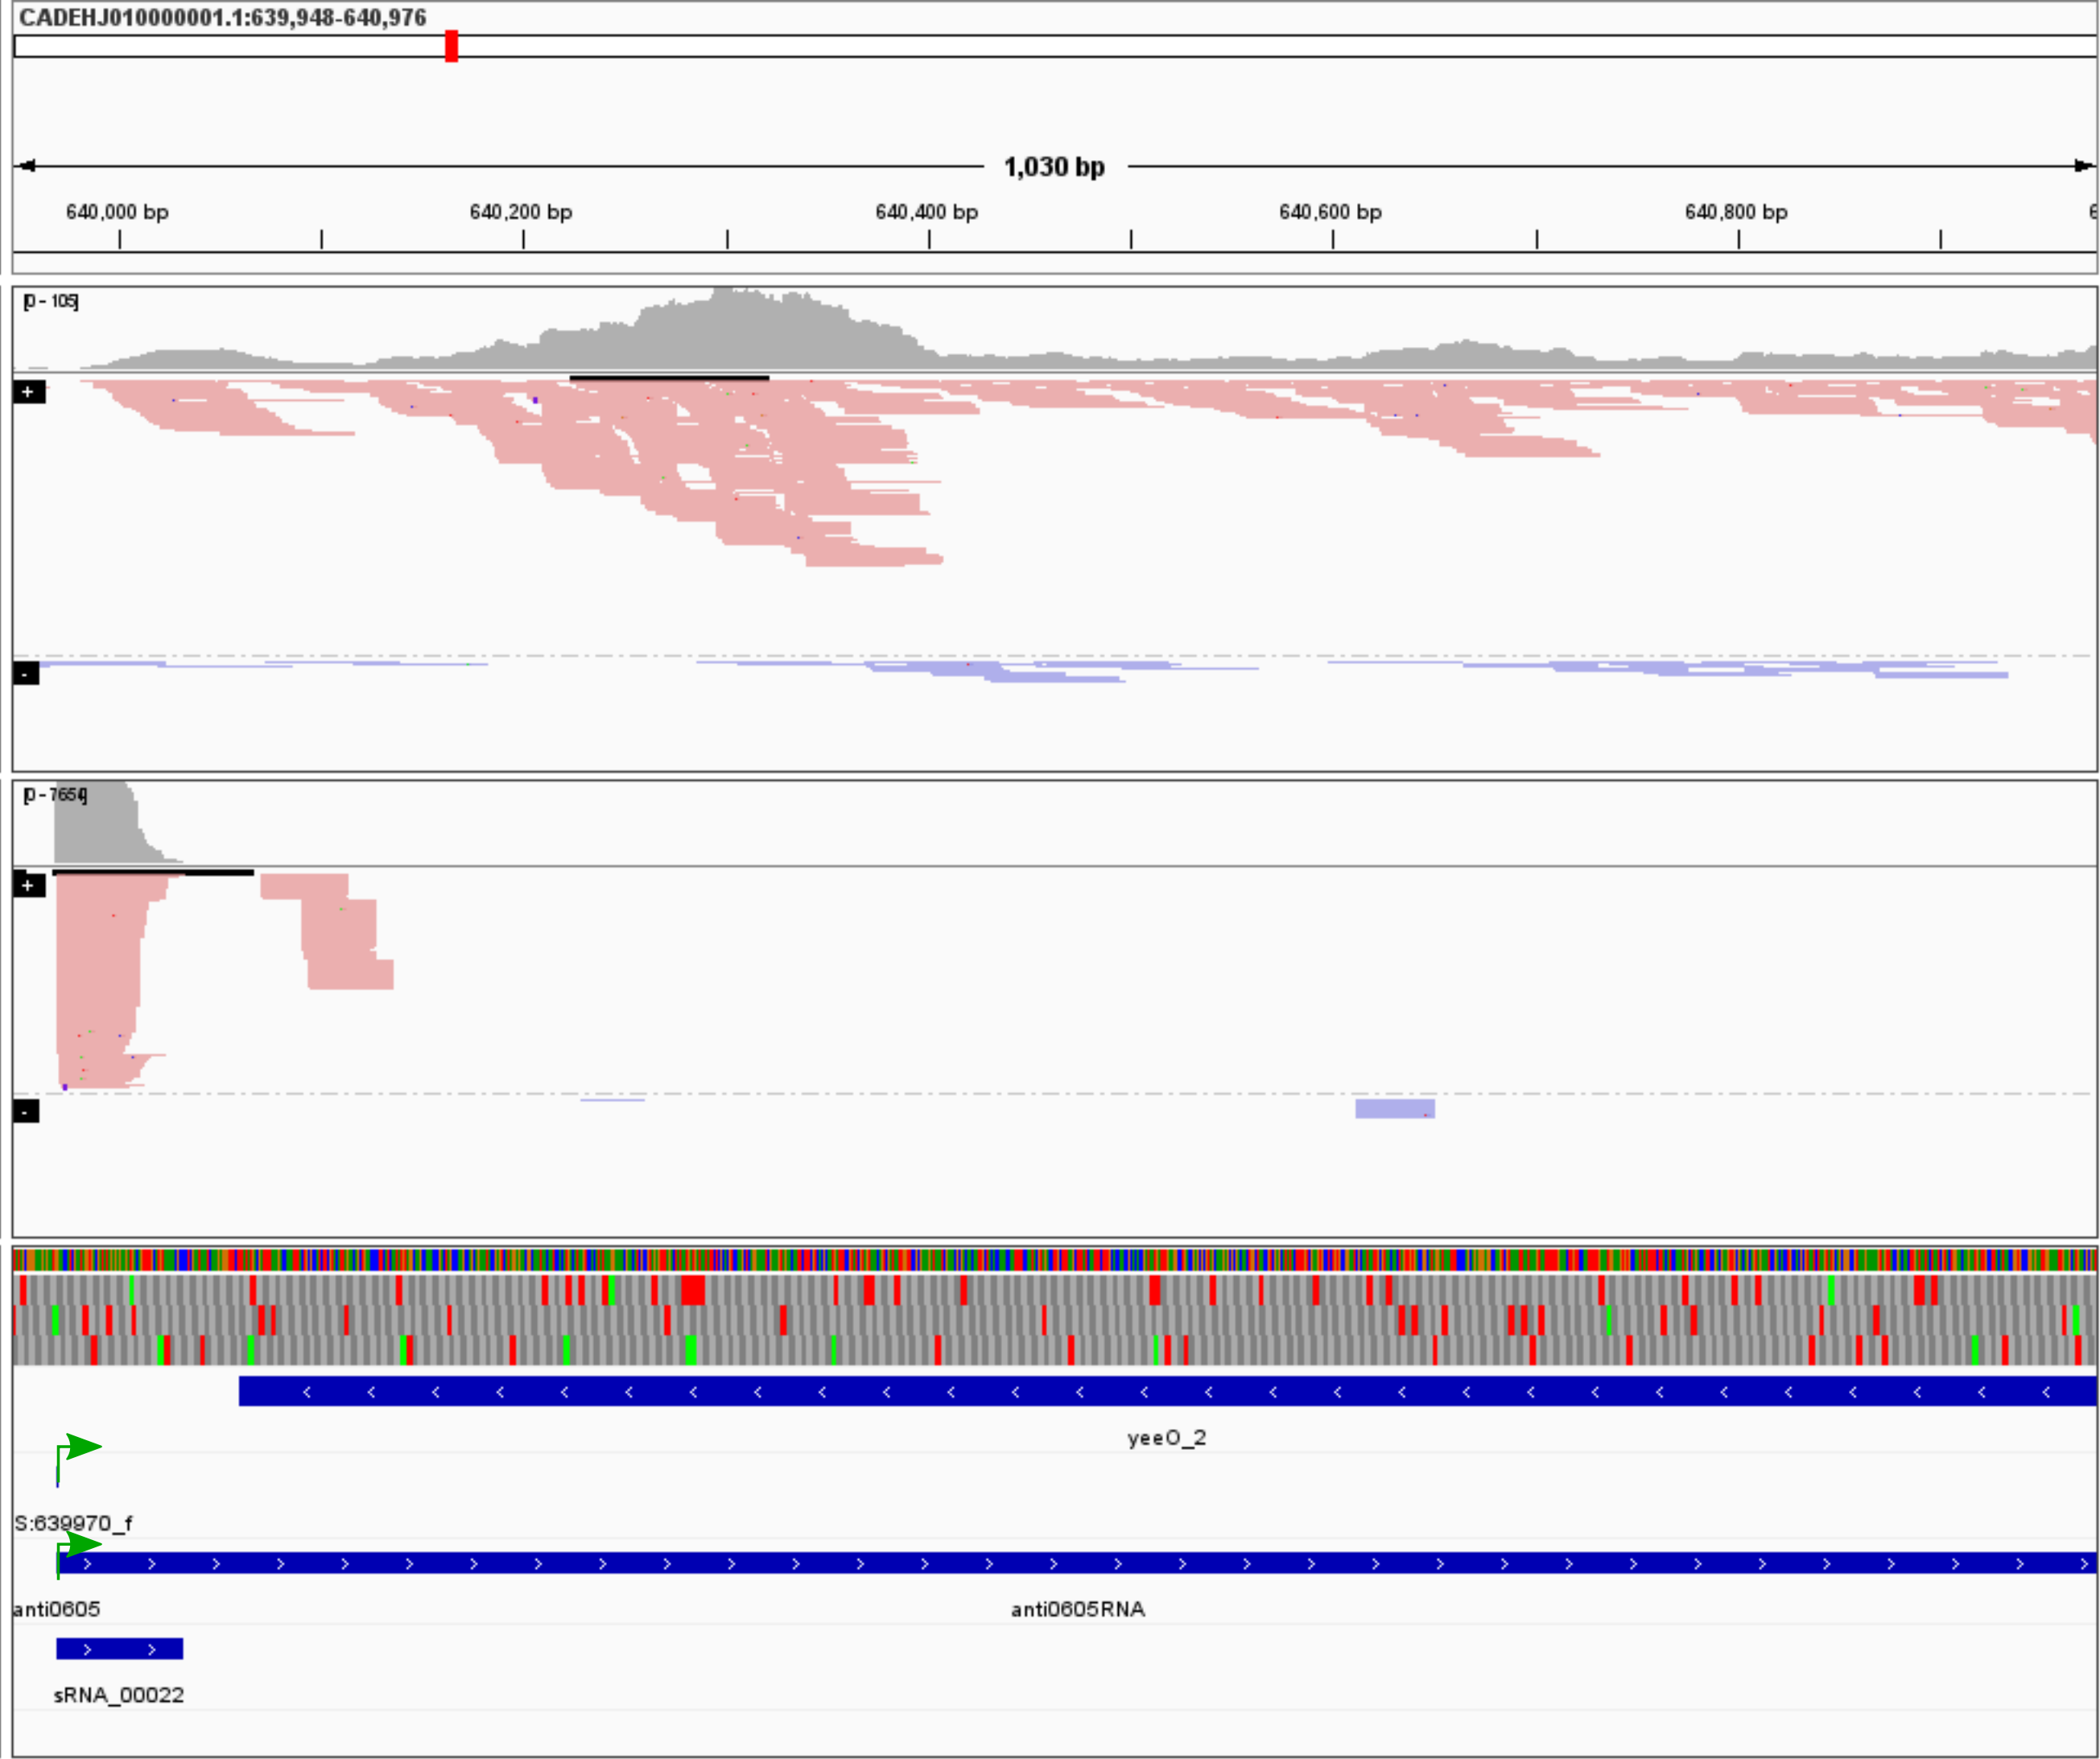 CADEHJ010000001.1:639,948-640,976
1,030 bp
640,000 bp 640,200 bp 640,400 bp 640,600 bp 640,800 bp 6
[0 - 105]
+
-
[0 - 7654]
+
-
yeeO_2
S:639970_f
anti0605 anti0605RNA
sRNA_00022